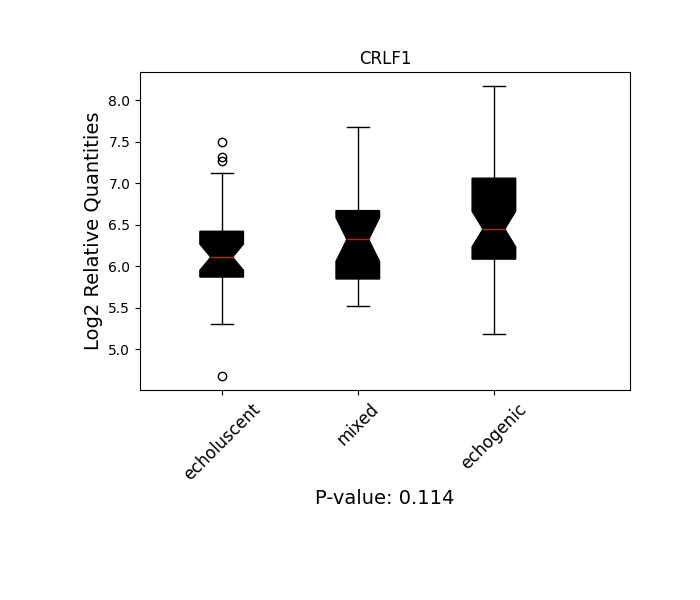 CRLF1
Log2 Relative Quantities
8.0
7.5
7.0
6.5
6.0
5.5
5.0
echoluscent
mixed
echogenic
P-value: 0.114